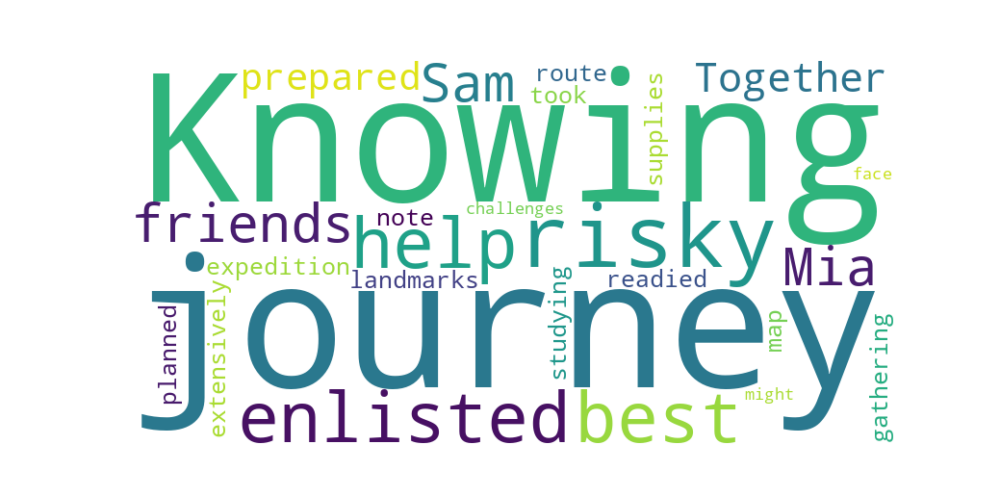 Knowing
prepared
Sam
route
took
supplies
Together
face
friends
note
challenges
help
risky
Mia
expedition
landmarks
readied
journey
planned
extensively
studying
map
gathering
enlisted
best
might